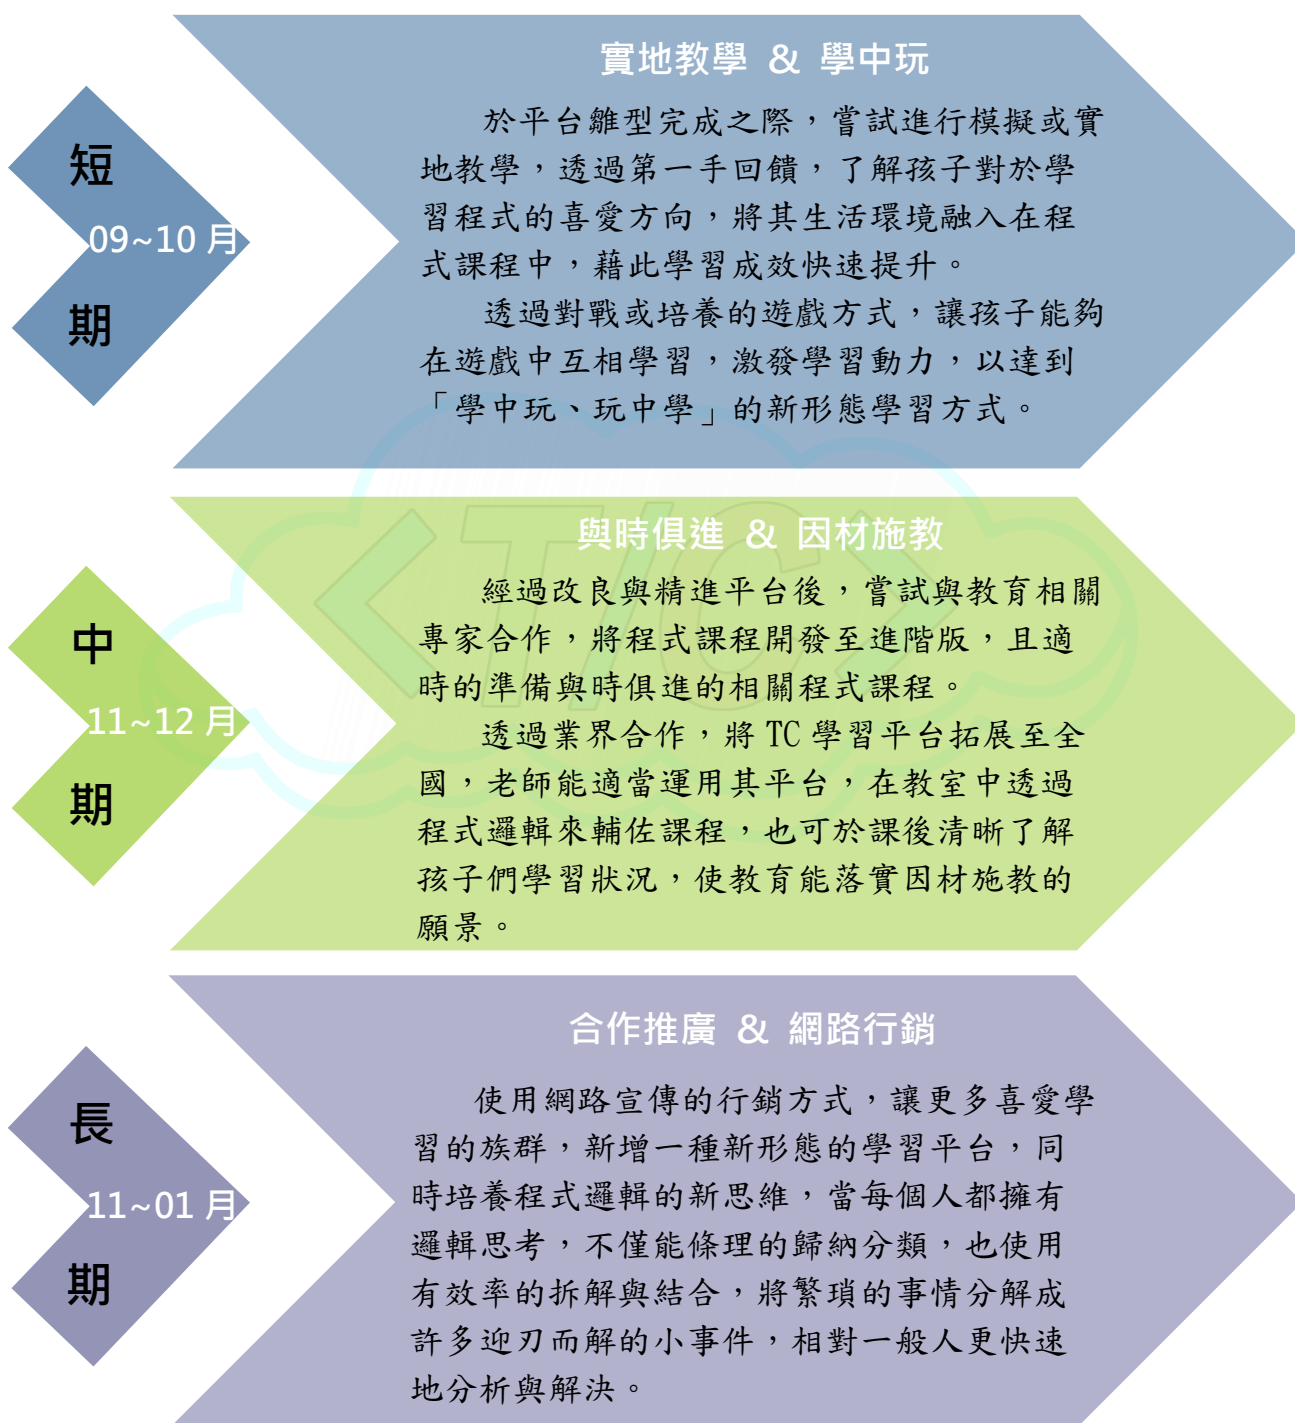 實地教學 & 學中玩
短
09~10 月
期
於平台雛型完成之際，嘗試進行模擬或實
地教學，透過第一手回饋，了解孩子對於學
習程式的喜愛方向，將其生活環境融入在程
式課程中，藉此學習成效快速提升。
透過對戰或培養的遊戲方式，讓孩子能夠
在遊戲中互相學習，激發學習動力，以達到
「學中玩、玩中學」的新形態學習方式。
與時俱進 & 因材施教
中
11~12 月
期
經過改良與精進平台後，嘗試與教育相關
專家合作，將程式課程開發至進階版，且適
時的準備與時俱進的相關程式課程。
透過業界合作，將 TC 學習平台拓展至全
國，老師能適當運用其平台，在教室中透過
程式邏輯來輔佐課程，也可於課後清晰了解
孩子們學習狀況，使教育能落實因材施教的
願景。
<T/C>
合作推廣 & 網路行銷
長
11~01 月
期
使用網路宣傳的行銷方式，讓更多喜愛學
習的族群，新增一種新形態的學習平台，同
時培養程式邏輯的新思維，當每個人都擁有
邏輯思考，不僅能條理的歸納分類，也使用
有效率的拆解與結合，將繁瑣的事情分解成
許多迎刃而解的小事件，相對一般人更快速
地分析與解決。